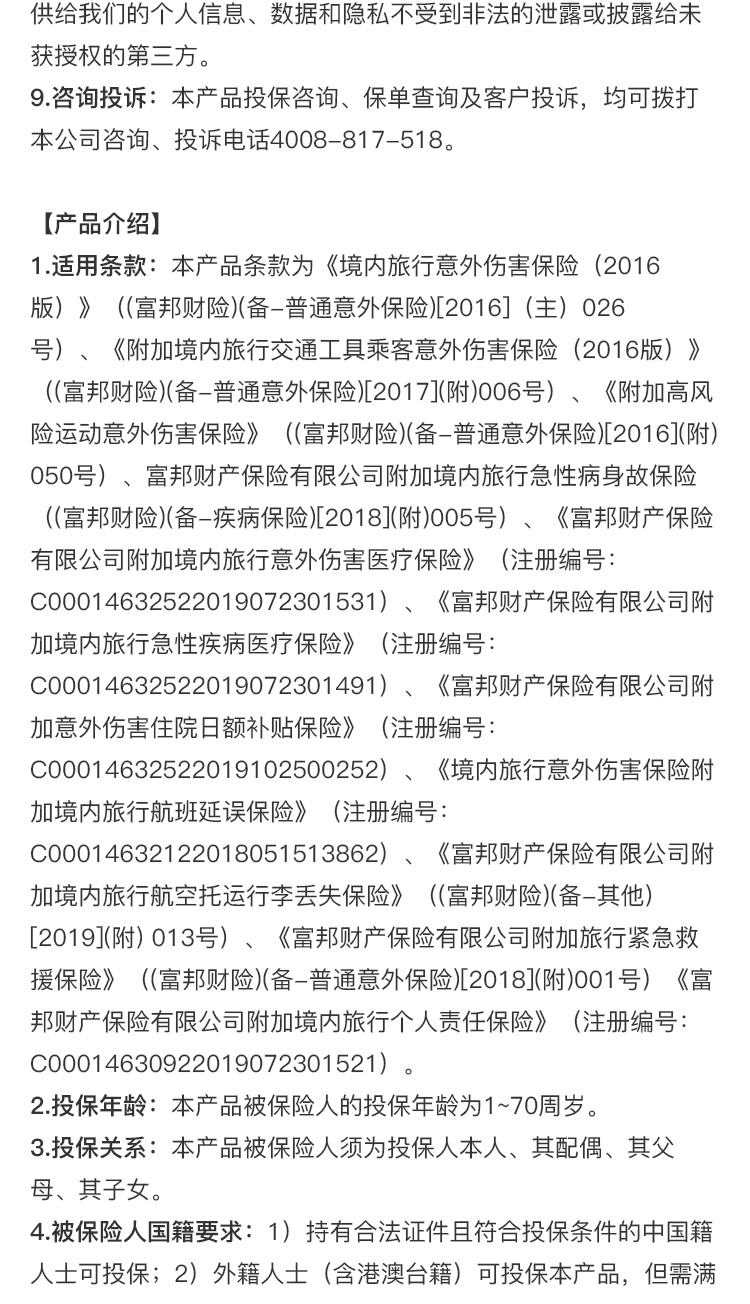 供给我们的个人信息、数据和隐私不受到非法的泄露或披露给未
获授权的第三方。
9.咨询投诉：本产品投保咨询、保单查询及客户投诉，均可拨打
本公司咨询、投诉电话4008-817-518。
【产品介绍】
1.适用条款：本产品条款为《境内旅行意外伤害保险（2016
版）》（(富邦财险)(备-普通意外保险)[2016]（主）026
号）、《附加境内旅行交通工具乘客意外伤害保险（2016版）》
（(富邦财险)(备-普通意外保险)[2017](附)006号）、《附加高风
险运动意外伤害保险》（(富邦财险)(备-普通意外保险)[2016](附)
050号）、富邦财产保险有限公司附加境内旅行急性病身故保险
（(富邦财险)(备-疾病保险)[2018](附)005号）、《富邦财产保险
有限公司附加境内旅行意外伤害医疗保险》（注册编号：
C00014632522019072301531）、《富邦财产保险有限公司附
加境内旅行急性疾病医疗保险》（注册编号：
C00014632522019072301491）、《富邦财产保险有限公司附
加意外伤害住院日额补贴保险》（注册编号：
C00014632522019102500252）、《境内旅行意外伤害保险附
加境内旅行航班延误保险》（注册编号：
C00014632122018051513862）、《富邦财产保险有限公司附
加境内旅行航空托运行李丢失保险》（(富邦财险)(备-其他)
[2019](附) 013号）、《富邦财产保险有限公司附加旅行紧急救
援保险》（(富邦财险)(备-普通意外保险)[2018](附)001号）《富
邦财产保险有限公司附加境内旅行个人责任保险》（注册编号：
C00014630922019072301521）。
2.投保年龄：本产品被保险人的投保年龄为1~70周岁。
3.投保关系：本产品被保险人须为投保人本人、其配偶、其父
母、其子女。
4.被保险人国籍要求：1）持有合法证件且符合投保条件的中国籍
人士可投保；2）外籍人士（含港澳台籍）可投保本产品，但需满